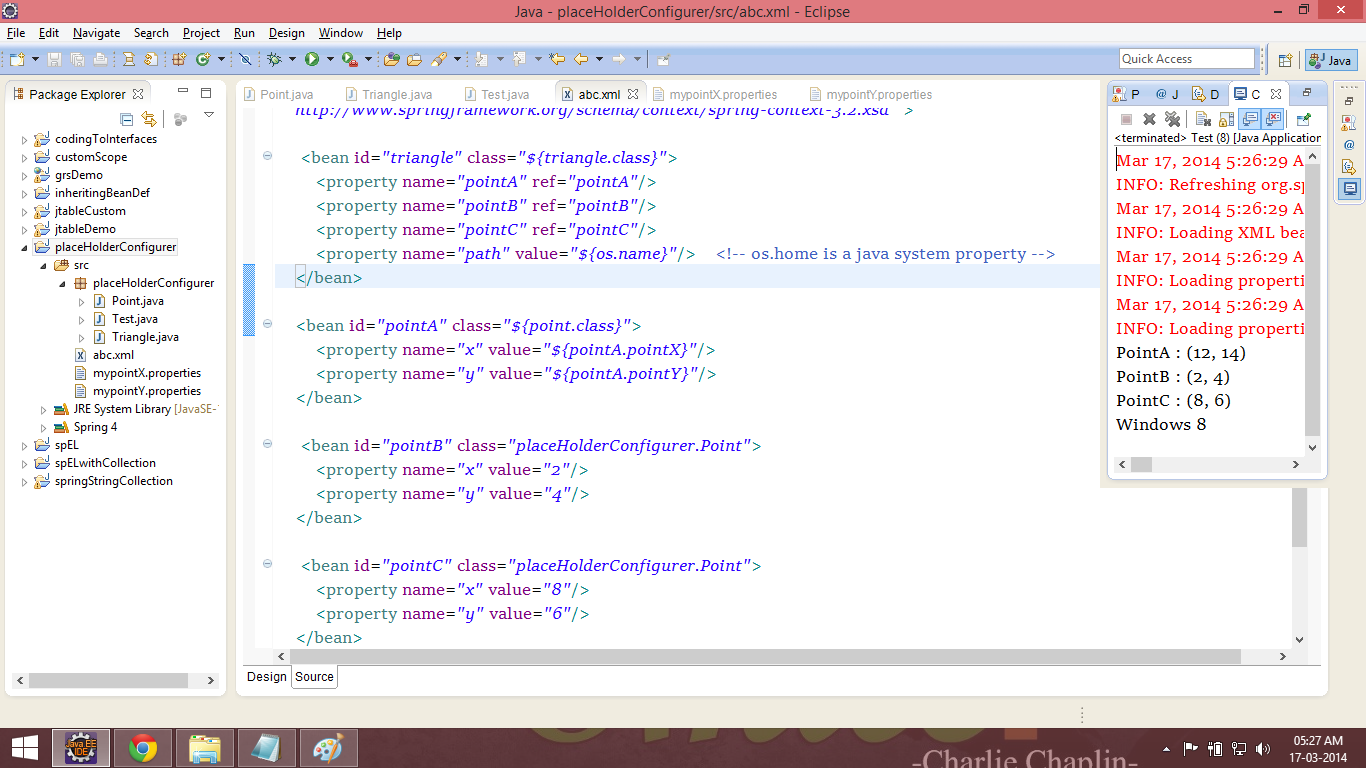 Java - placeHolderConfigurer/src/abc.xml - Eclipse
File Edit Navigate Search Project Run Design Window Help
Quick Access
Java
Package Explorer
codingToInterfaces
customScope
grsDemo
inheritingBeanDef
jtableCustom
jtableDemo
placeHolderConfigurer
src
placeHolderConfigurer
Point.java
Test.java
Triangle.java
abc.xml
mypointX.properties
mypointY.properties
JRE System Library [JavaSE-
Spring 4
spEL
spELwithCollection
springStringCollection
Point.java Triangle.java Test.java abc.xml mypointX.properties mypointY.properties
http://www.springframework.org/schema/context/spring-context-3.2.xsd" >
<bean id="triangle" class="${triangle.class}">
<property name="pointA" ref="pointA"/>
<property name="pointB" ref="pointB"/>
<property name="pointC" ref="pointC"/>
<property name="path" value="${os.name}"/> <!-- os.home is a java system property -->
</bean>
<bean id="pointA" class="${point.class}">
<property name="x" value="${pointA.pointX}"/>
<property name="y" value="${pointA.pointY}"/>
</bean>
<bean id="pointB" class="placeHolderConfigurer.Point">
<property name="x" value="2"/>
<property name="y" value="4"/>
</bean>
<bean id="pointC" class="placeHolderConfigurer.Point">
<property name="x" value="8"/>
<property name="y" value="6"/>
</bean>
Design Source
P @ J D C
<terminated> Test (8) [Java Application
Mar 17, 2014 5:26:29 A
INFO: Refreshing org.sp
Mar 17, 2014 5:26:29 A
INFO: Loading XML bea
Mar 17, 2014 5:26:29 A
INFO: Loading properti
Mar 17, 2014 5:26:29 A
INFO: Loading properti
PointA : (12, 14)
PointB : (2, 4)
PointC : (8, 6)
Windows 8
Java EE
IDE
-Charlie Chaplin-
05:27 AM
17-03-2014